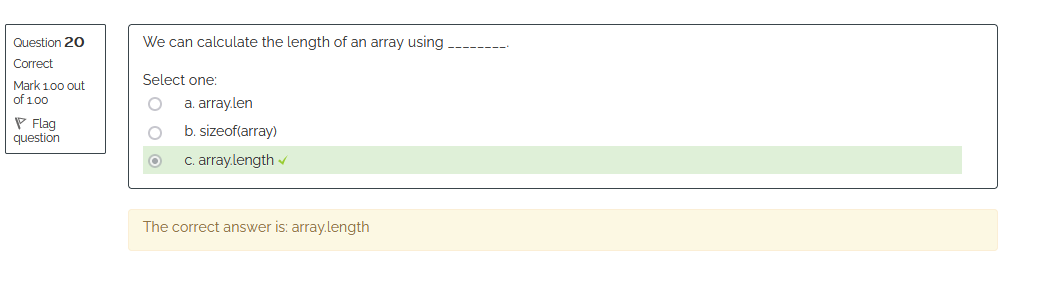 Question 20
Correct
Mark 1.00 out
of 1.00
Flag
question
We can calculate the length of an array using ________.
Select one:
a. array.len
b. sizeof(array)
c. array.length
The correct answer is: array.length